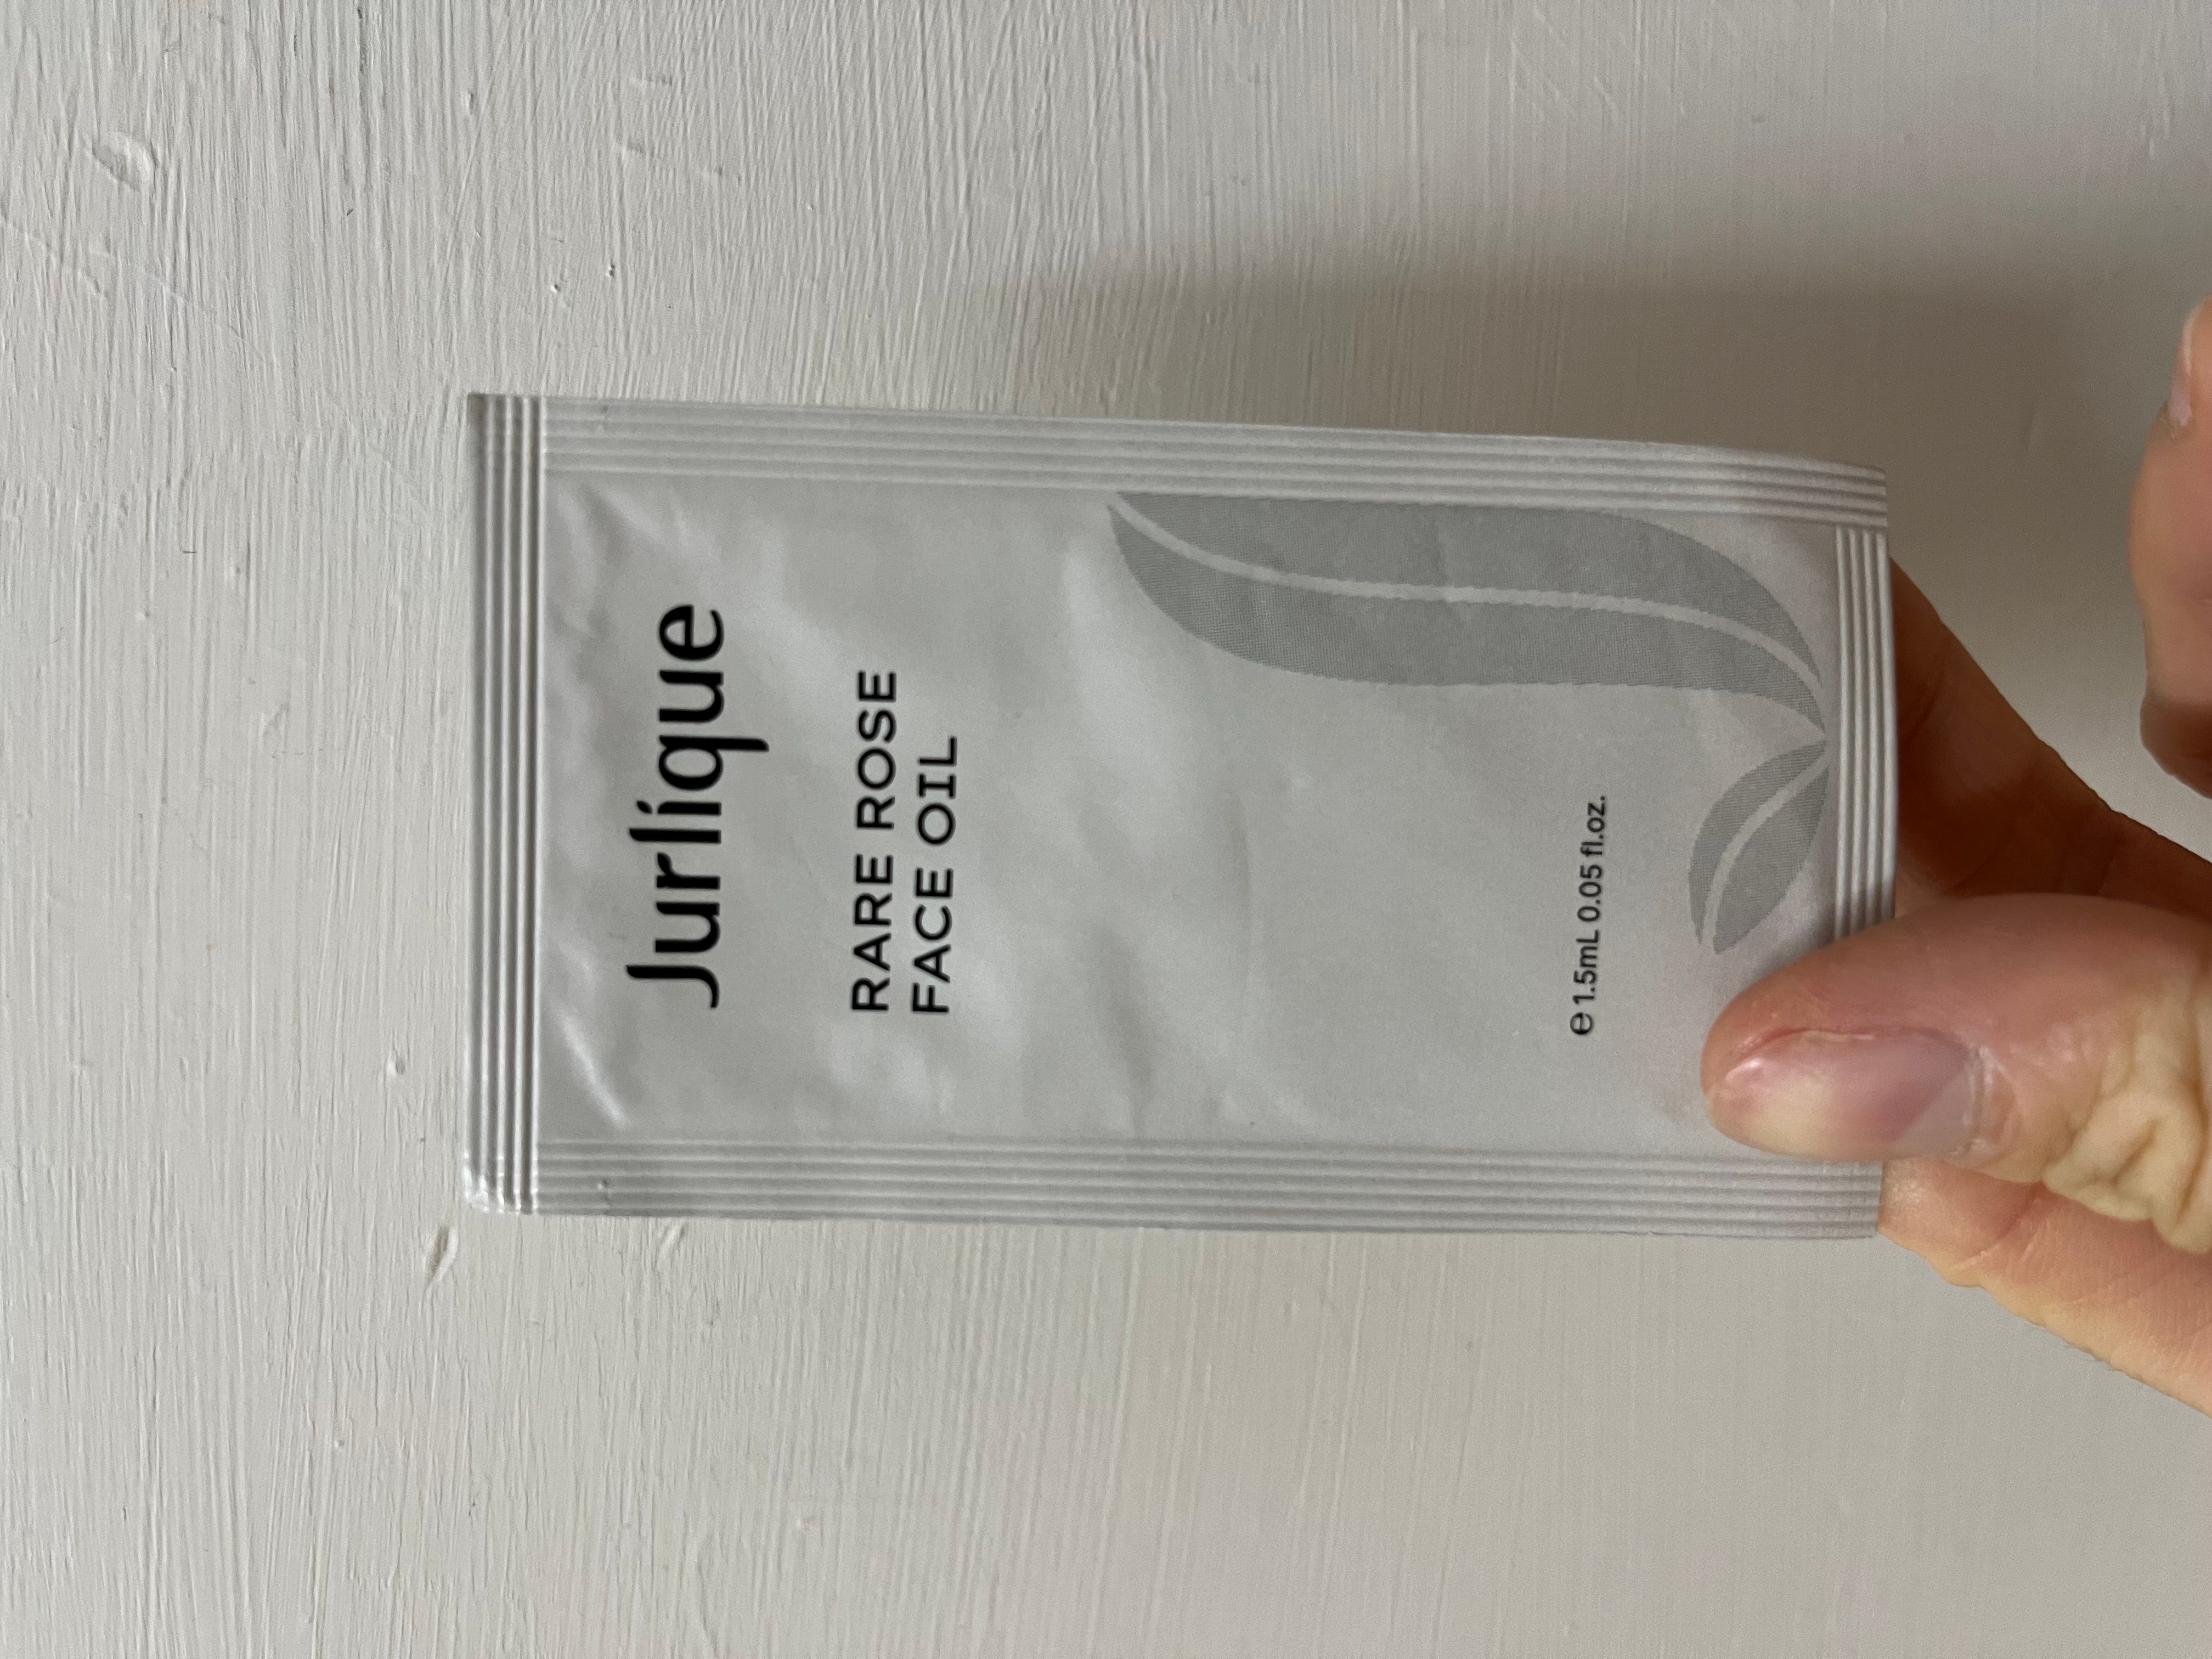 Jurlique
RARE ROSE
FACE OIL
℮ 1.5mL 0.05 fl.oz.